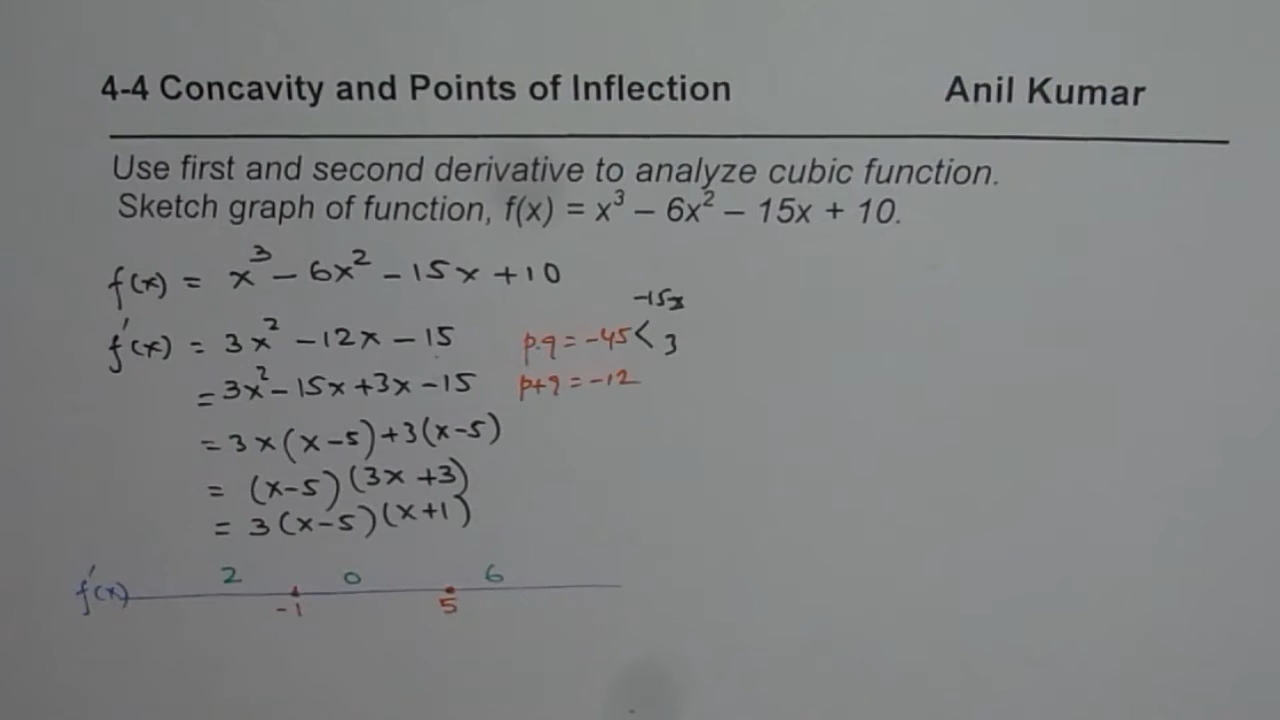 4-4 Concavity and Points of Inflection Anil Kumar
Use first and second derivative to analyze cubic function.
Sketch graph of function, f(x) = x³ – 6x² – 15x + 10.
f(x) = x³ - 6x² - 15x + 10
-15x
f'(x) = 3x² - 12x - 15 p.q = -45 < 3
= 3x² - 15x + 3x - 15 p+q = -12
= 3x(x-5) + 3(x-5)
= (x-5)(3x+3)
= 3(x-5)(x+1)
2 0 6
f'(x)
-1 5